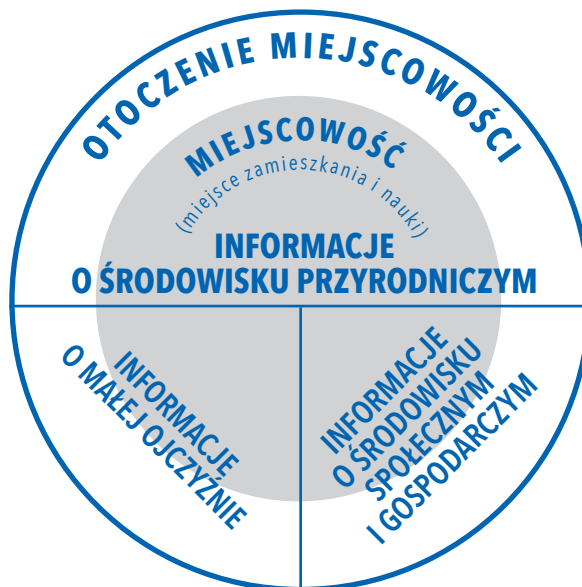 OTOCZENIE MIEJSCOWOŚCI
MIEJSCOWOŚĆ
(miejsce zamieszkania i nauki)
INFORMACJE
O ŚRODOWISKU PRZYRODNICZYM
INFORMACJE
O MAŁEJ OJCZYŹNIE
INFORMACJE
O ŚRODOWISKU
SPOŁECZNYM
I GOSPODARCZYM